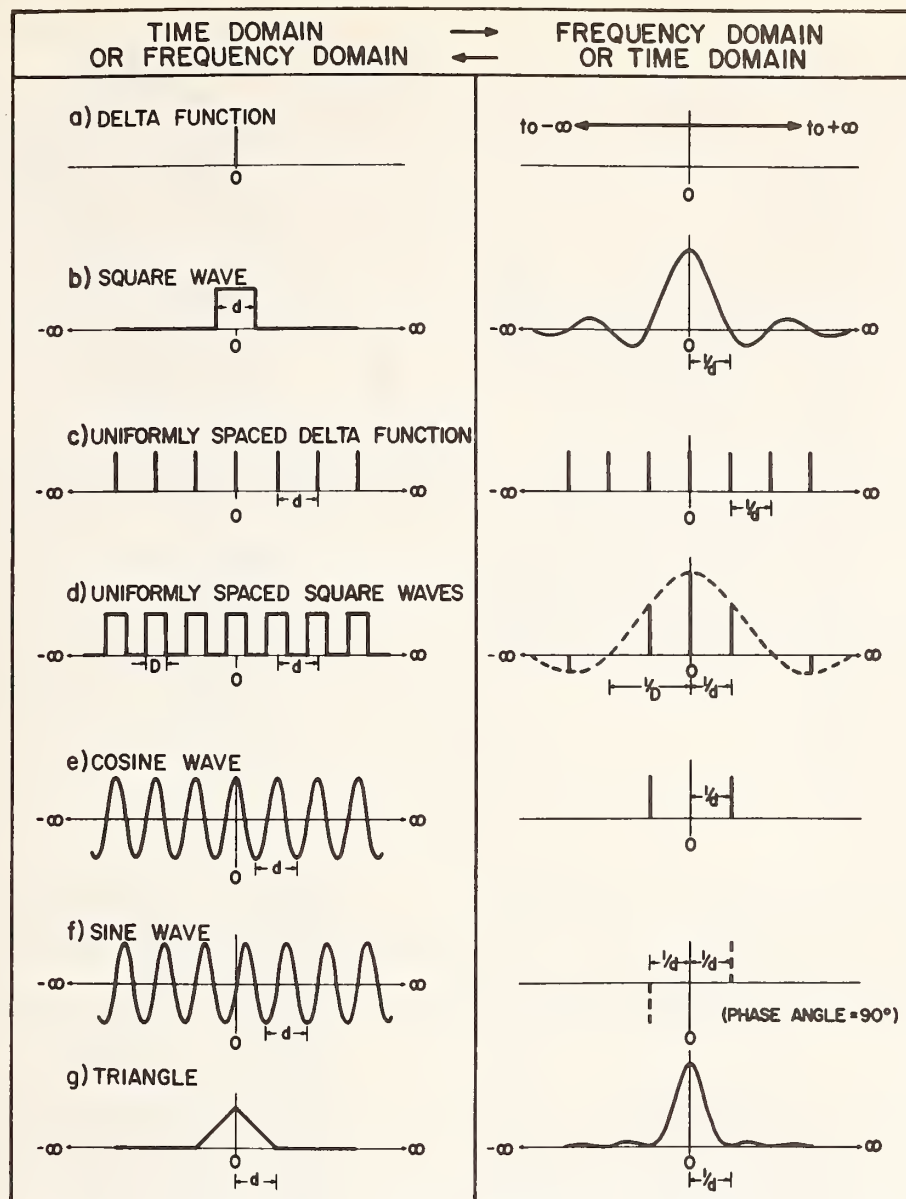 TIME DOMAIN → FREQUENCY DOMAIN
OR FREQUENCY DOMAIN ← OR TIME DOMAIN
a) DELTA FUNCTION
to -∞ to +∞
0 0
b) SQUARE WAVE
d
-∞ ∞ ∞
0 0
1/d
c) UNIFORMLY SPACED DELTA FUNCTION
-∞ ∞ -∞ ∞
0 d 0 1/d
d) UNIFORMLY SPACED SQUARE WAVES
-∞ ∞ -∞ ∞
D 0 d 1/D 0 1/d
e) COSINE WAVE
1/d
-∞ ∞
0 d 0
f) SINE WAVE
1/d 1/d
-∞ ∞
(PHASE ANGLE = 90°)
0 d 0
g) TRIANGLE
-∞ ∞ -∞ ∞
0 0
d 1/d